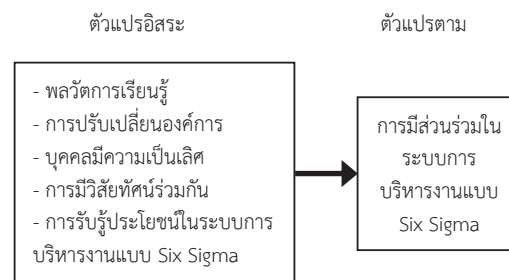 ตัวแปรอิสระ
ตัวแปรตาม
- พลวัตการเรียนรู้
- การปรับเปลี่ยนองค์การ
- บุคคลมีความเป็นเลิศ
- การมีวิสัยทัศน์ร่วมกัน
- การรับรู้ประโยชน์ในระบบการ
บริหารงานแบบ Six Sigma
การมีส่วนร่วมใน
ระบบการ
บริหารงานแบบ
Six Sigma